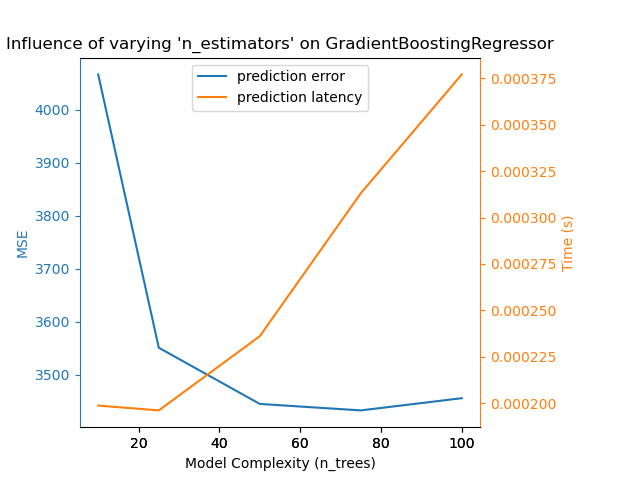 Influence of varying 'n_estimators' on GradientBoostingRegressor
prediction error
prediction latency
4000
3900
3800
3700
3600
3500
MSE
0.000375
0.000350
0.000325
0.000300
0.000275
0.000250
0.000225
0.000200
Time (s)
20 40 60 80 100
Model Complexity (n_trees)